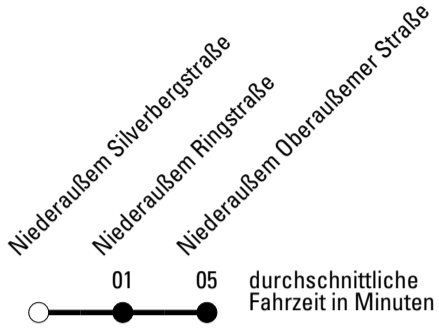 Niederaußem Silverbergstraße
Niederaußem Ringstraße
Niederaußem Oberaußemer Straße
01 05 durchschnittliche
Fahrzeit in Minuten